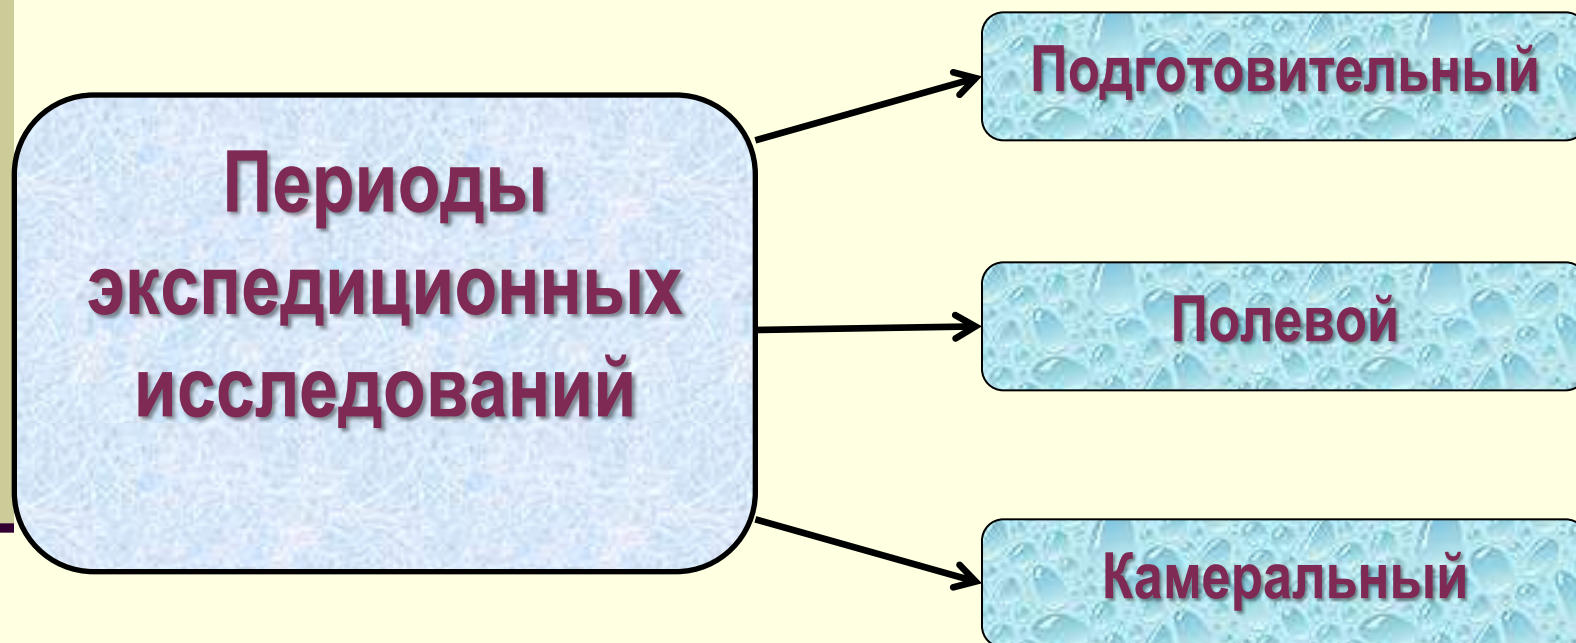 Периоды
экспедиционных
исследований
Подготовительный
Полевой
Камеральный